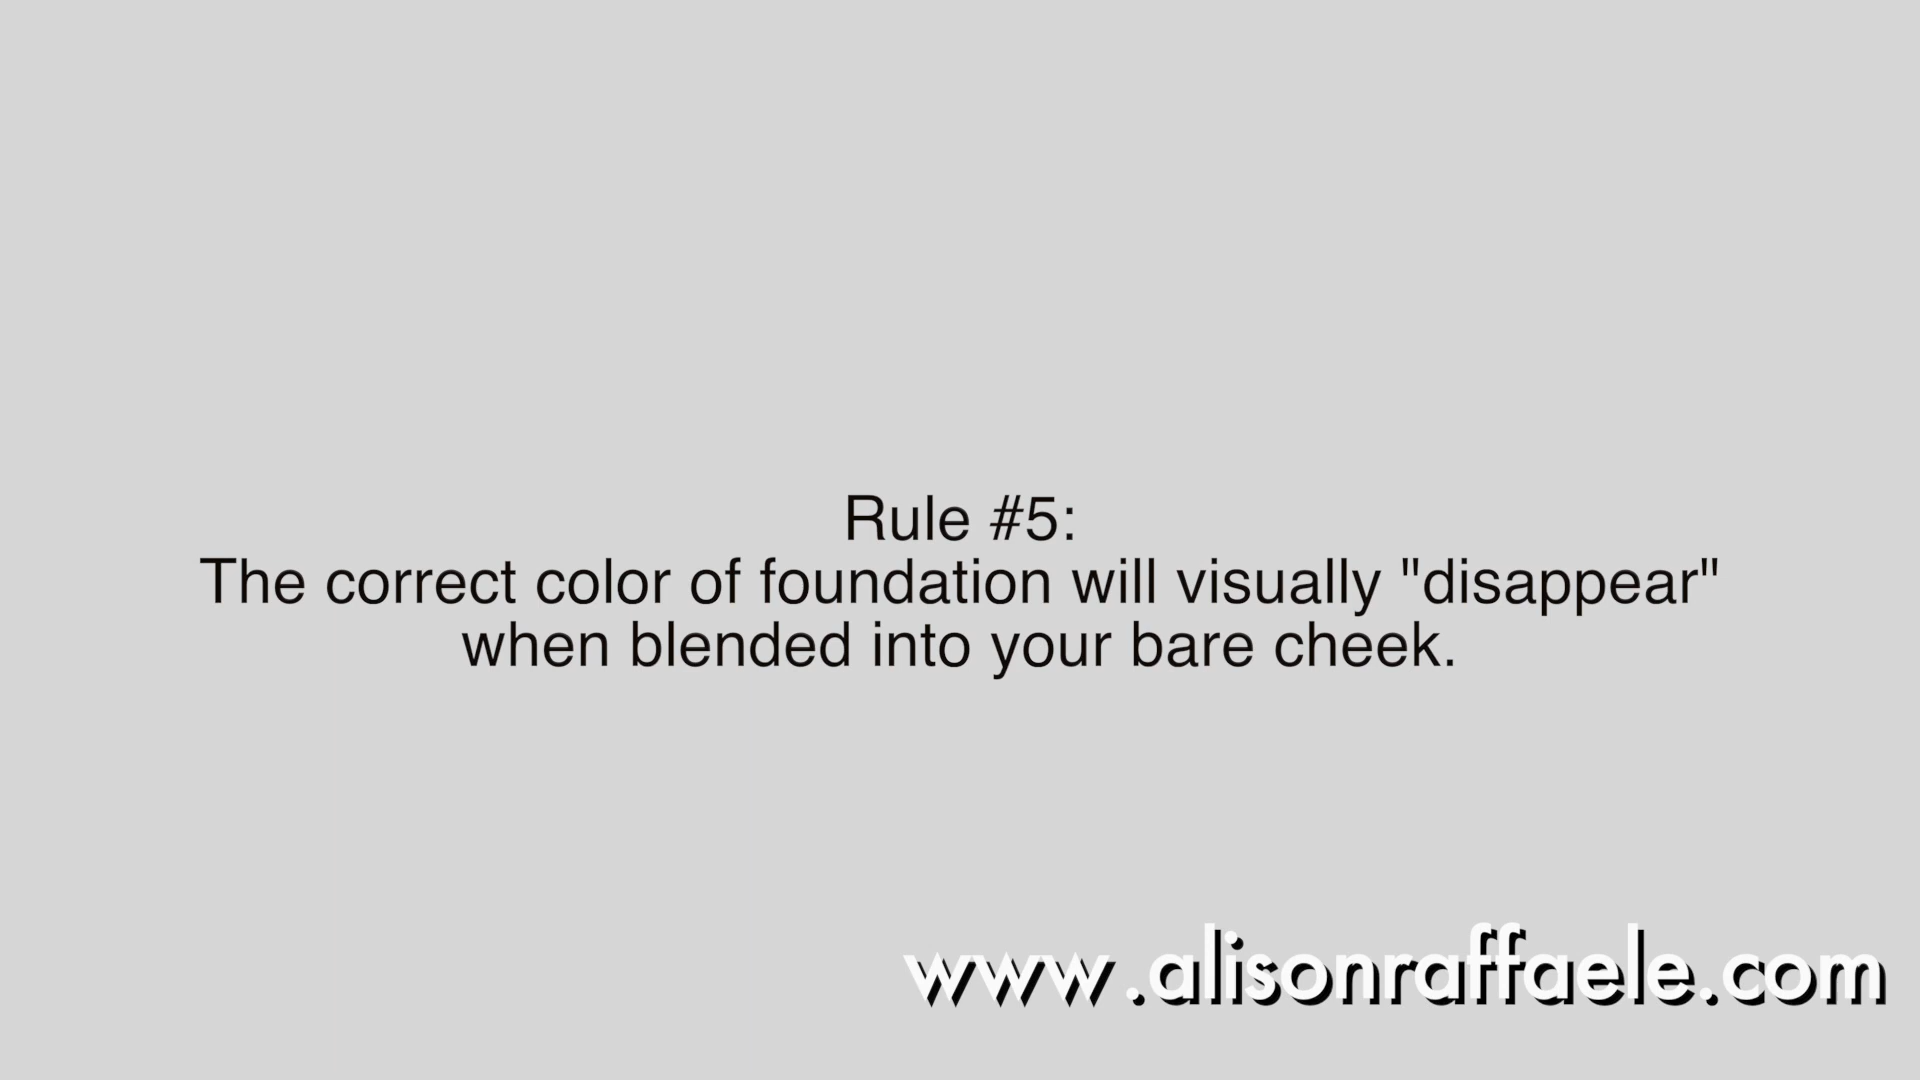 Rule #5:
The correct color of foundation will visually "disappear"
when blended into your bare cheek.
www.alisonraffaele.com